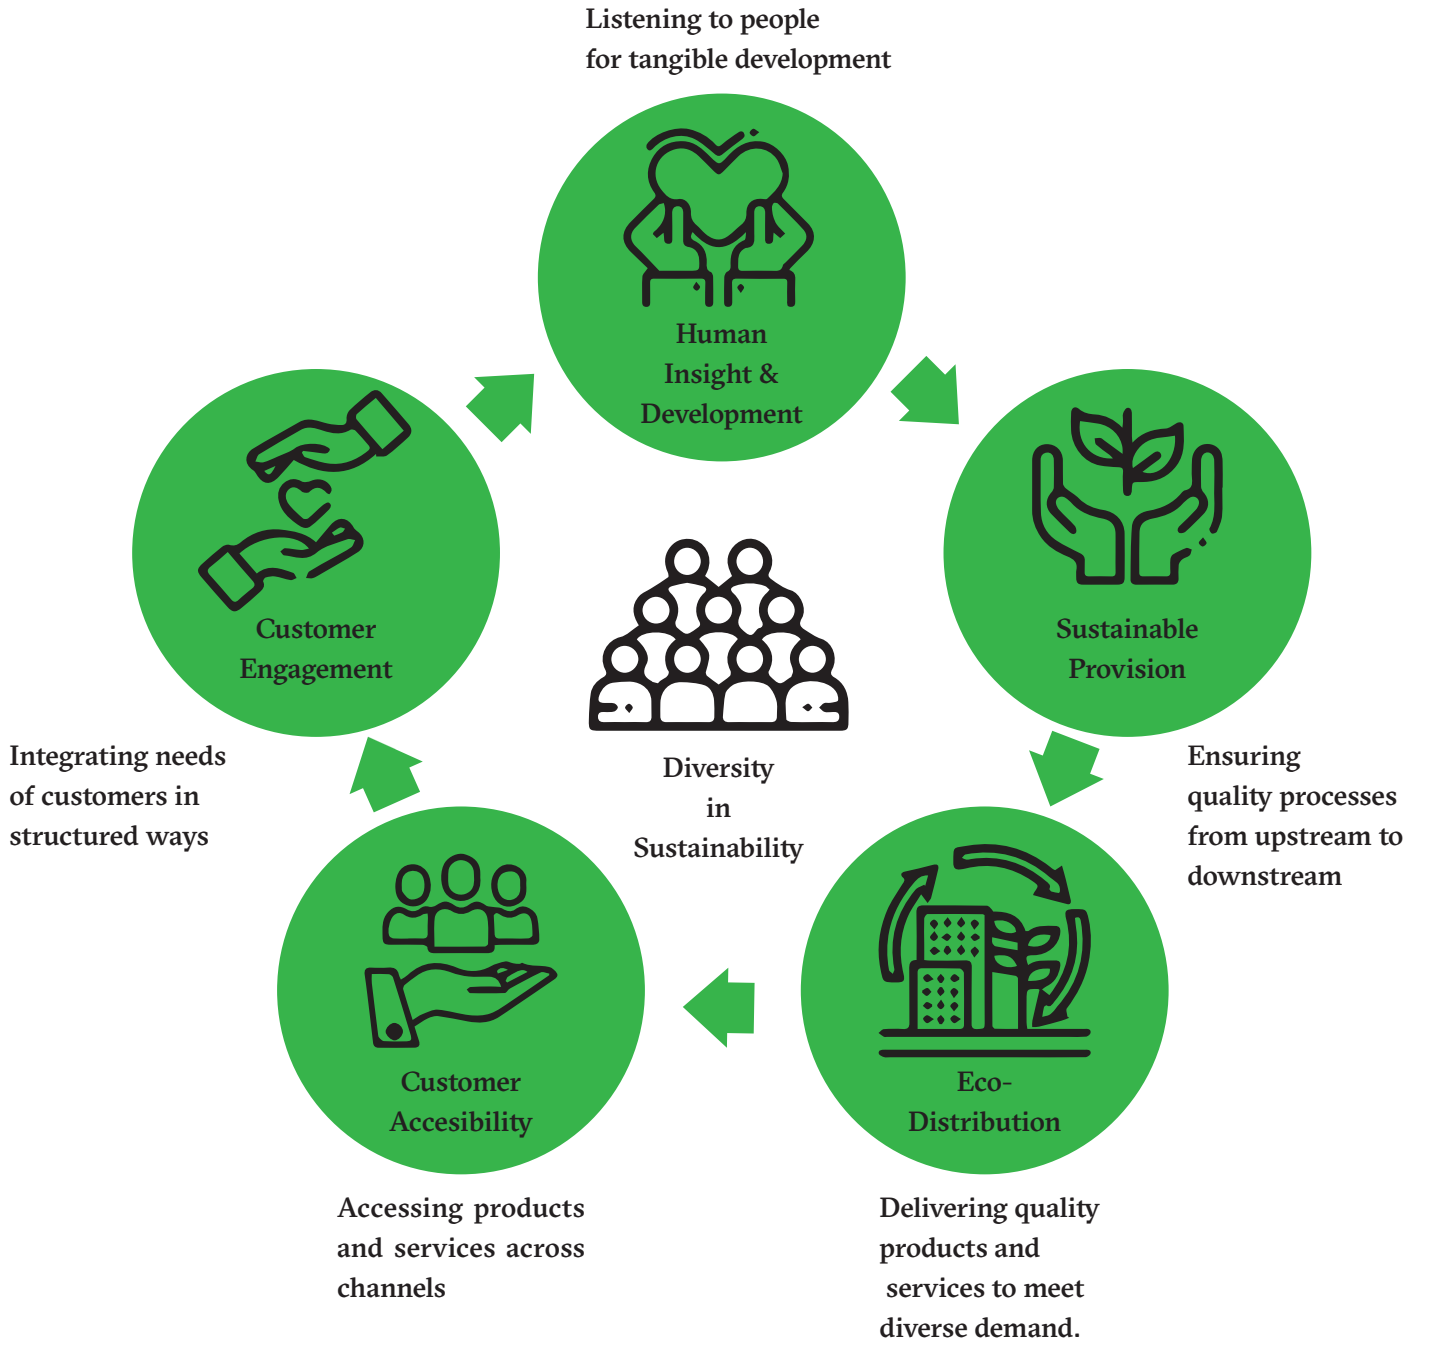 Listening to people
for tangible development
Human
Insight &
Development
Sustainable
Provision
Ensuring
quality processes
from upstream to
downstream
Eco-
Distribution
Delivering quality
products and
services to meet
diverse demand.
Customer
Accesibility
Accessing products
and services across
channels
Customer
Engagement
Integrating needs
of customers in
structured ways
Diversity
in
Sustainability